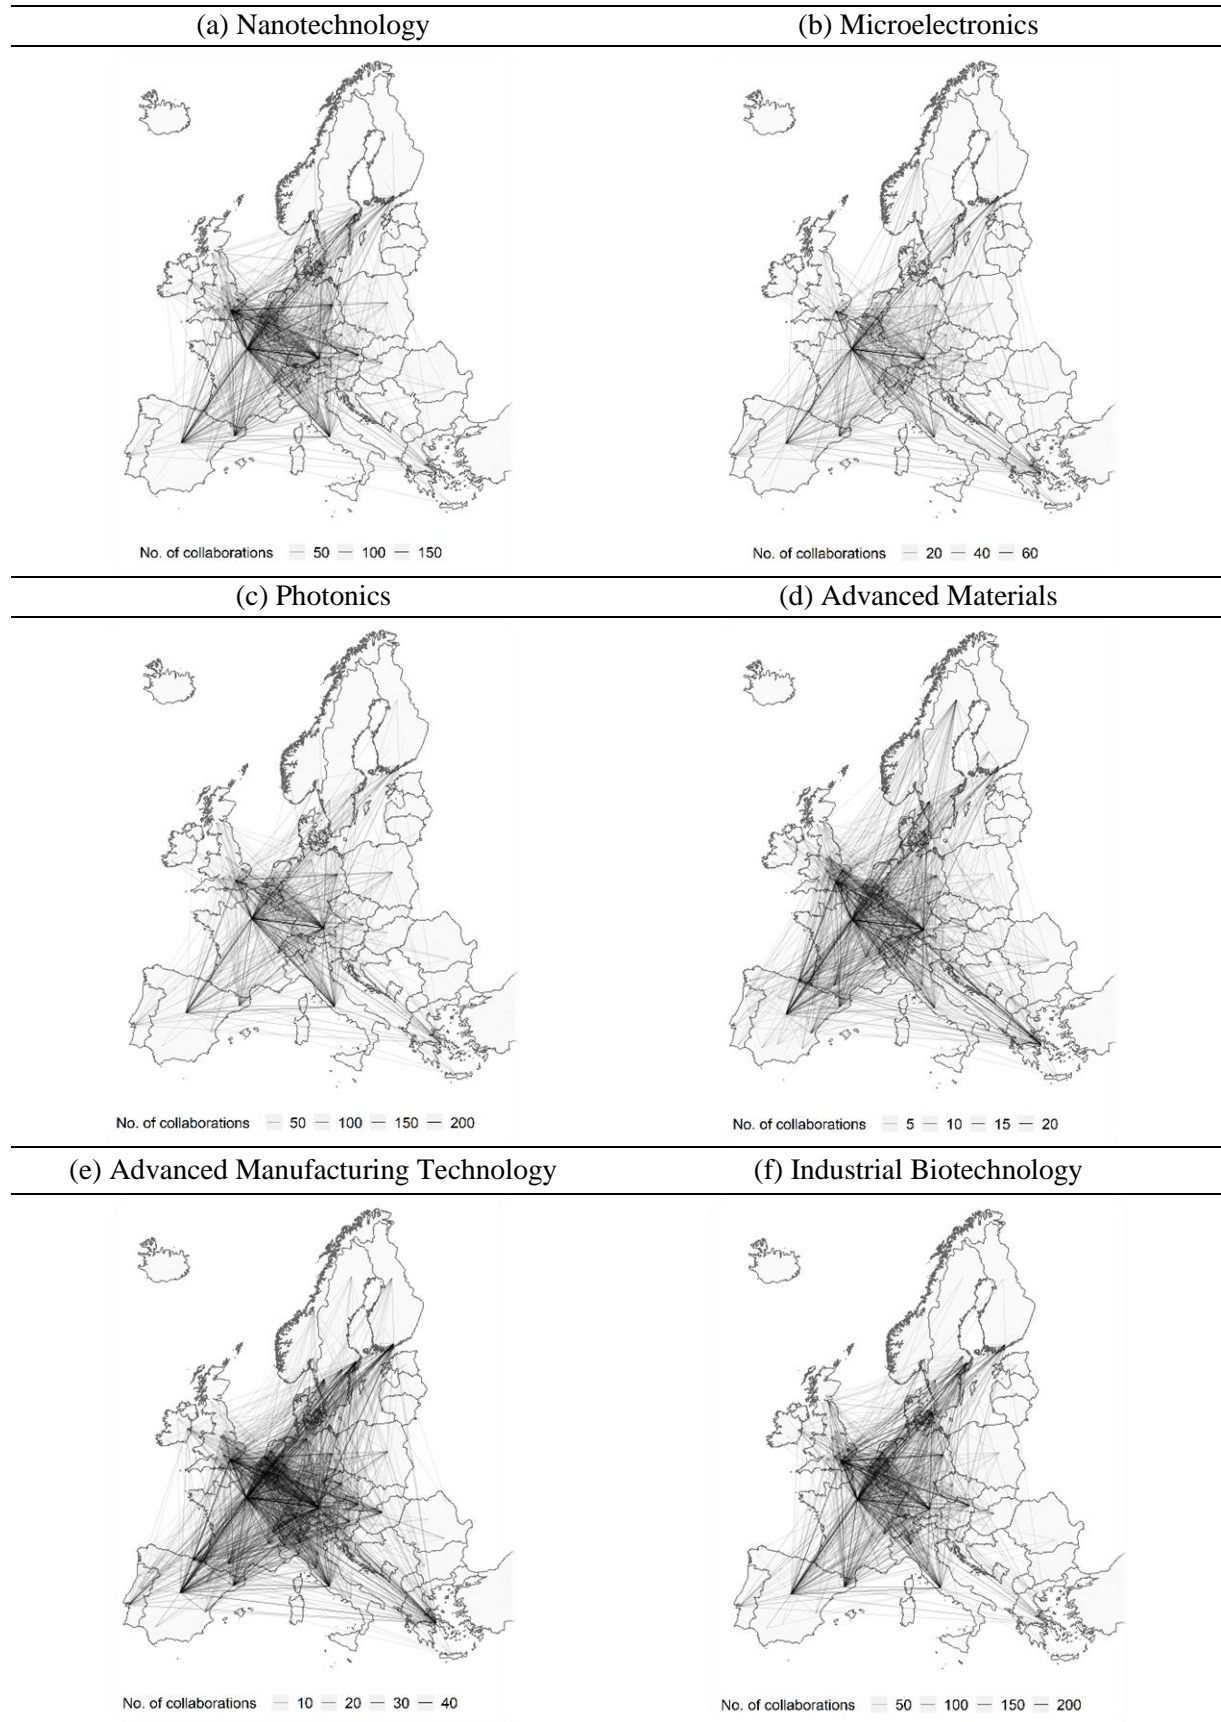 (a) Nanotechnology
(b) Microelectronics
No. of collaborations 50 100 150
No. of collaborations 20 40 60
(c) Photonics
(d) Advanced Materials
No. of collaborations 50 100 150 200
No. of collaborations 5 10 15 20
(e) Advanced Manufacturing Technology
(f) Industrial Biotechnology
No. of collaborations 10 20 30 40
No. of collaborations 50 100 150 200